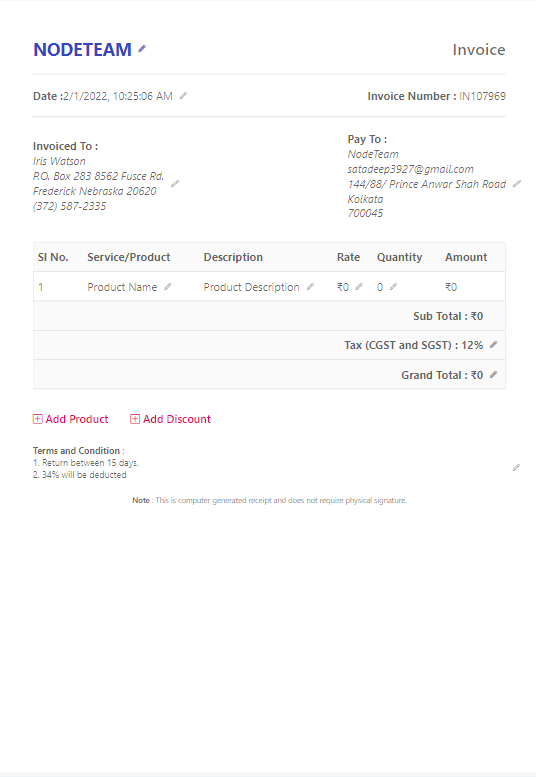 NODETEAM
Invoice
Date :2/1/2022, 10:25:06 AM
Invoice Number : IN107969
Invoiced To :
Iris Watson
P.O. Box 283 8562 Fusce Rd.
Frederick Nebraska 20620
(372) 587-2335
Pay To :
NodeTeam
satadeep3927@gmail.com
144/88/ Prince Anwar Shah Road
Kolkata
700045
Sl No. Service/Product Description Rate Quantity Amount
1 Product Name Product Description ₹0 0 ₹0
Sub Total : ₹0
Tax (CGST and SGST) : 12%
Grand Total : ₹0
Add Product Add Discount
Terms and Condition :
1. Return between 15 days.
2. 34% will be deducted
Note : This is computer generated receipt and does not require physical signature.